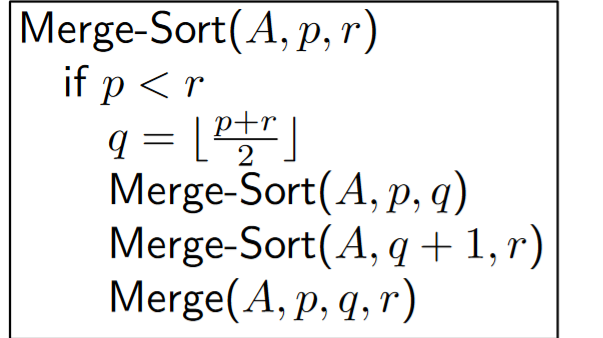 Merge-Sort(A, p, r)
if p < r
q = ⌊(p+r)/2⌋
Merge-Sort(A, p, q)
Merge-Sort(A, q + 1, r)
Merge(A, p, q, r)